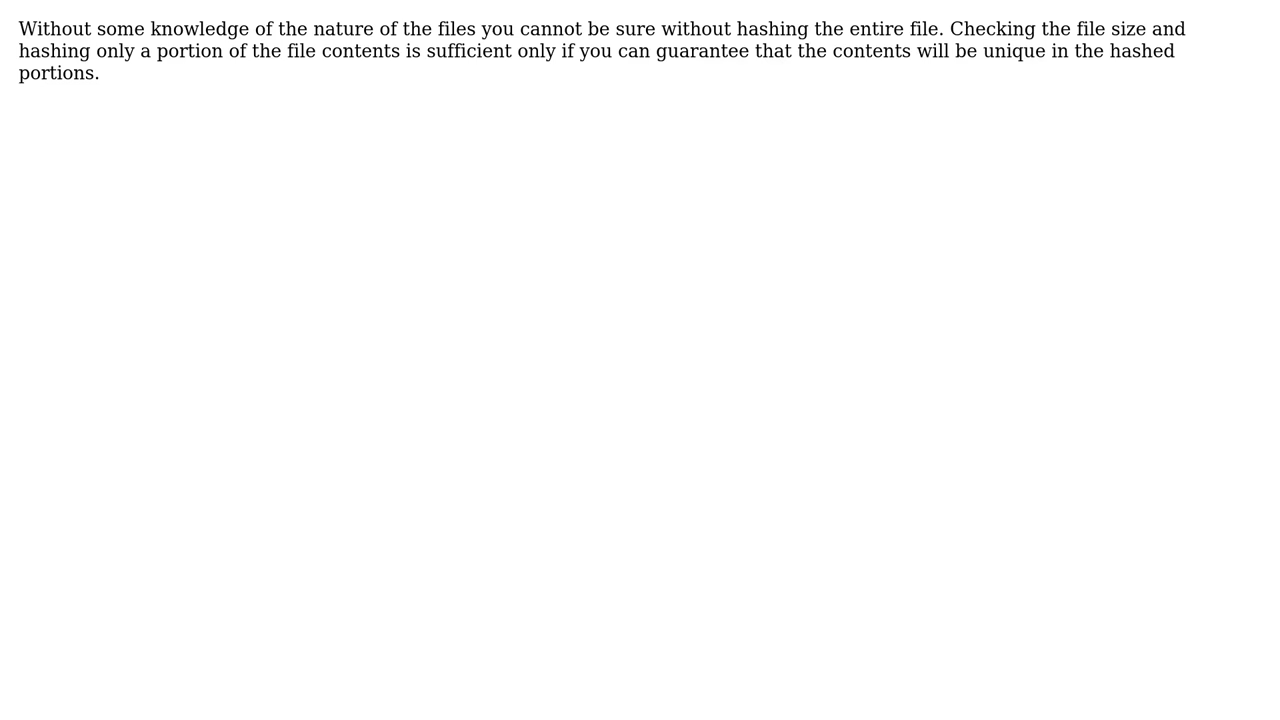 Without some knowledge of the nature of the files you cannot be sure without hashing the entire file. Checking the file size and
hashing only a portion of the file contents is sufficient only if you can guarantee that the contents will be unique in the hashed
portions.